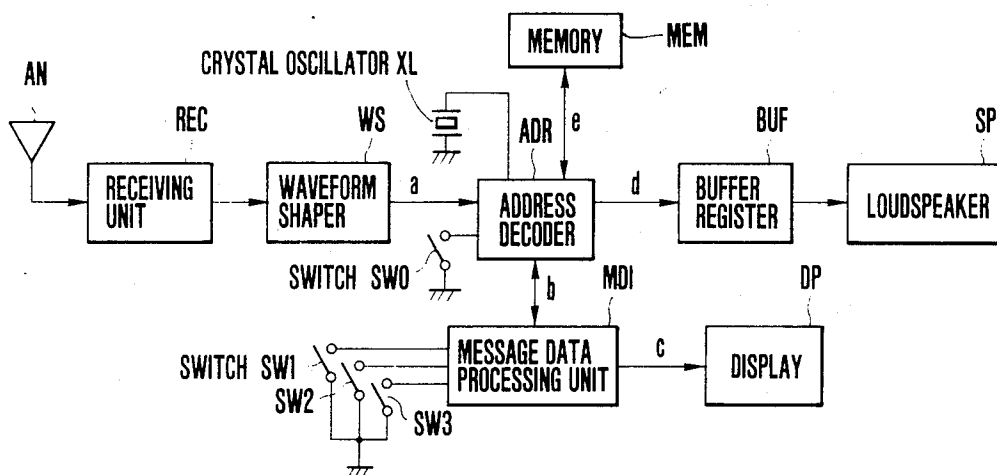 MEMORY
MEM
CRYSTAL OSCILLATOR XL
AN
REC
WS
ADR
e
BUF
SP
RECEIVING
UNIT
WAVEFORM
SHAPER
a
ADDRESS
DECODER
d
BUFFER
REGISTER
LOUDSPEAKER
SWITCH SW0
b
MDI
DP
SWITCH SW1
SW2
SW3
MESSAGE DATA
PROCESSING UNIT
c
DISPLAY